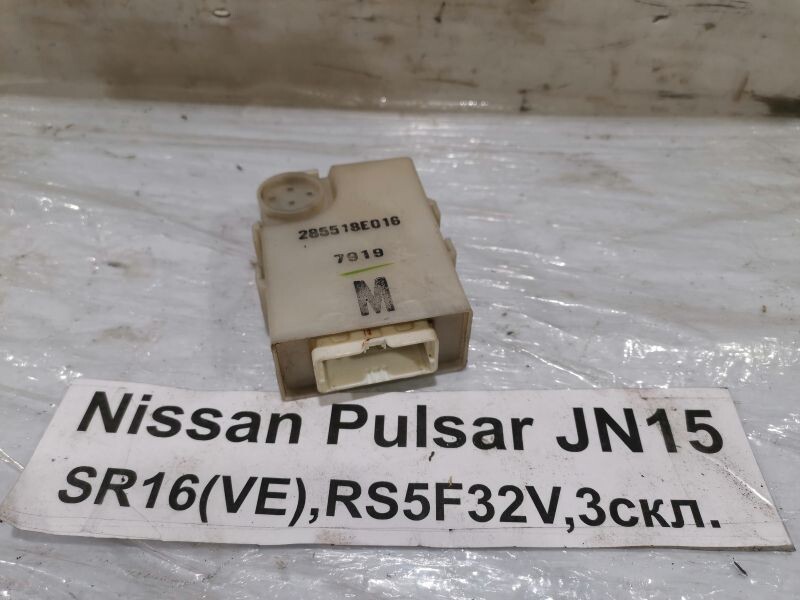 285518E016
7919
M
Nissan Pulsar JN15
SR16(VE),RS5F32V,3скл.